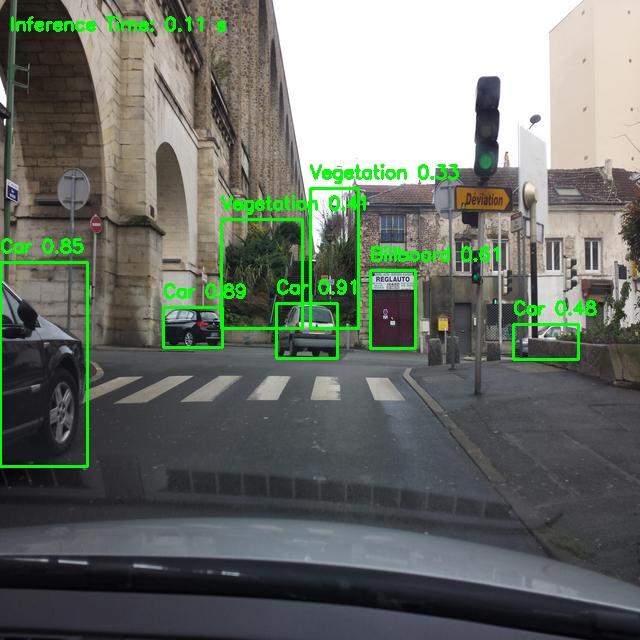 Inference Time: 0.11 s
Vegetation 0.33
Déviation
Vegetation 0.41
Car 0.85
Billboard 0.61
REGLAUTO
Car 0.89
Car 0.91
Car 0.48